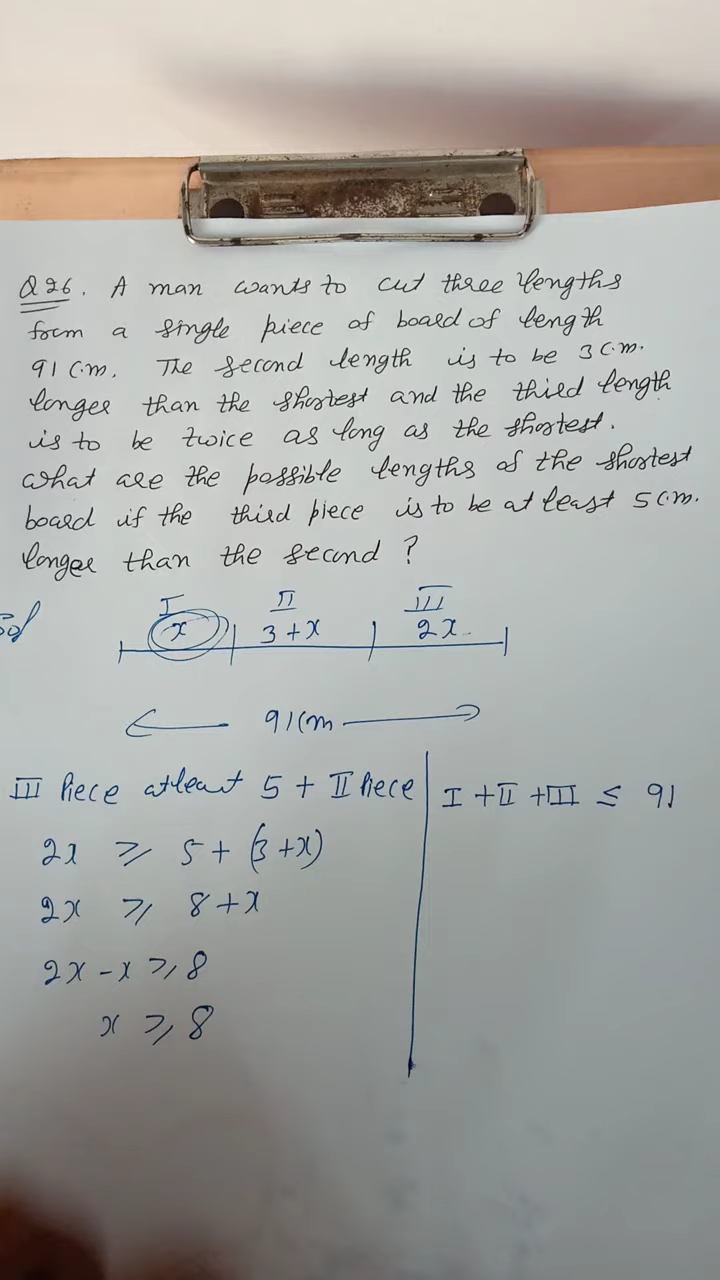 Q26. A man wants to cut three lengths
from a single piece of board of length
91 cm. The second length is to be 3 cm.
longer than the shortest and the third length
is to be twice as long as the shortest.
what are the possible lengths of the shortest
board if the third piece is to be at least 5 cm.
longer than the second ?
I II III
Sol x 3+x 2x
91cm
III Piece atleast 5 + II Piece
I + II + III ≤ 91
2x ≥ 5 + (3+x)
2x ≥ 8+x
2x - x ≥ 8
x ≥ 8